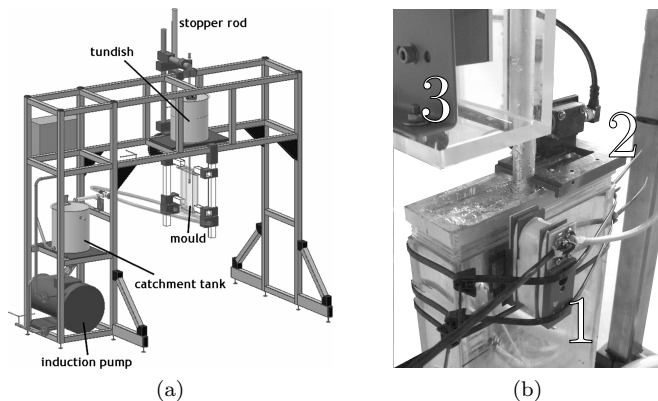 stopper rod
tundish
mould
catchment tank
induction pump
3
2
1
(a)
(b)